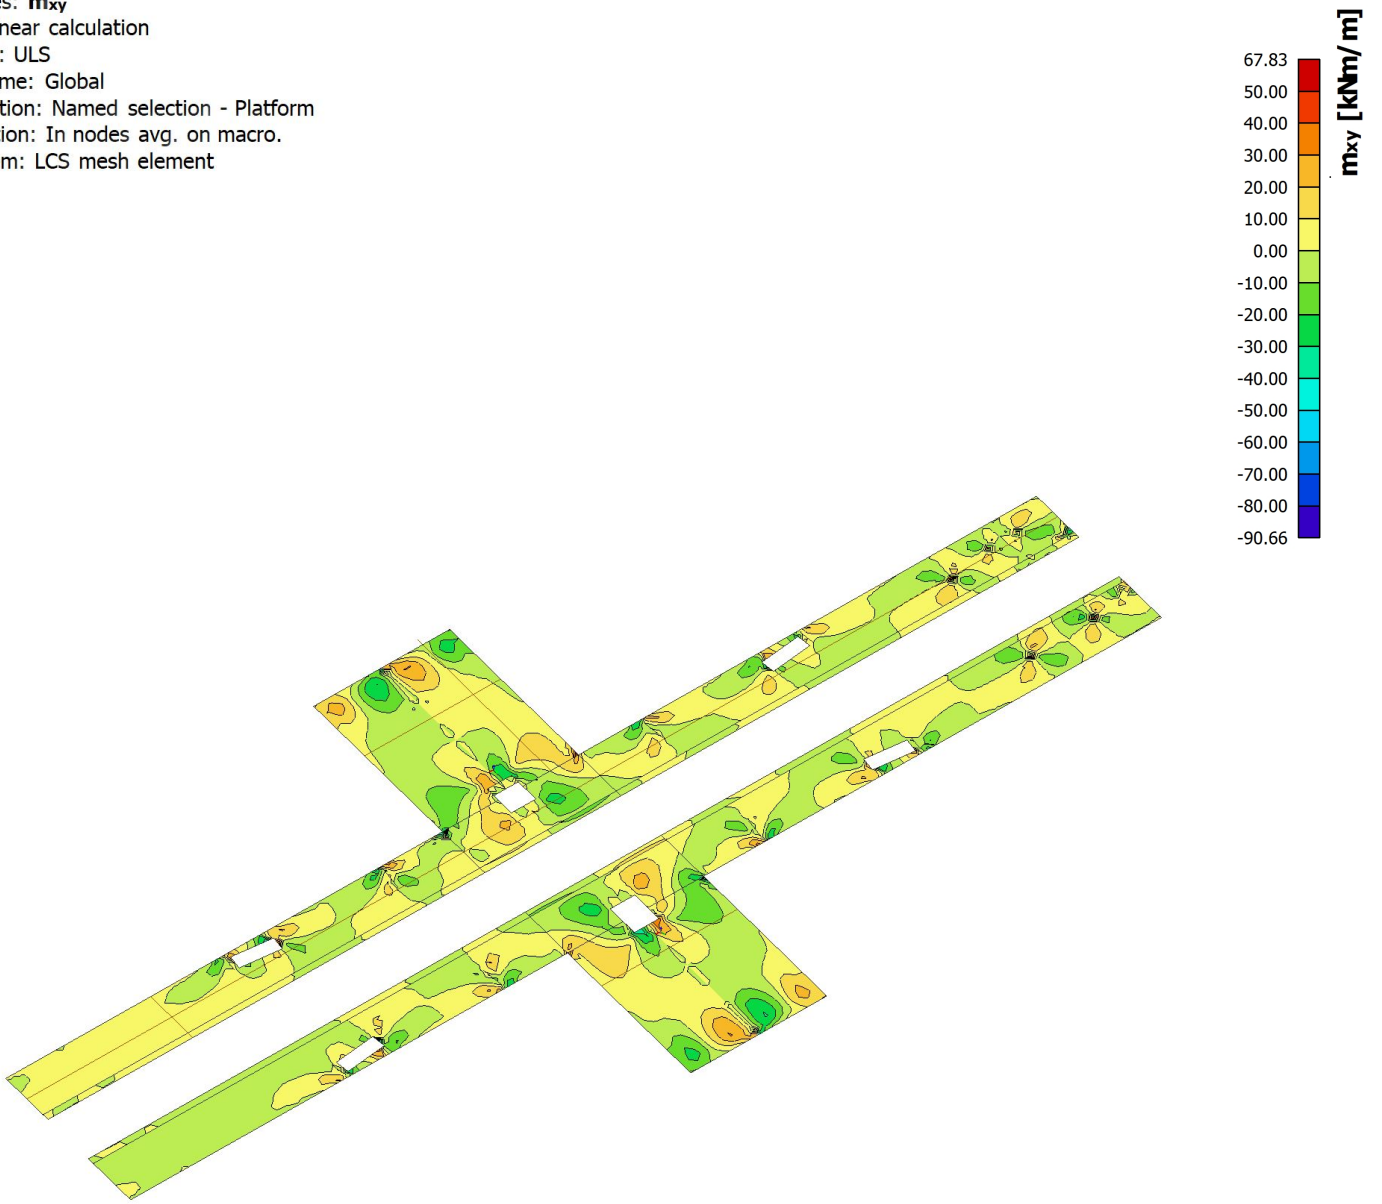 es: mxy
near calculation
: ULS
me: Global
tion: Named selection - Platform
tion: In nodes avg. on macro.
m: LCS mesh element
mxy [kNm/m]
67.83
50.00
40.00
30.00
20.00
10.00
0.00
-10.00
-20.00
-30.00
-40.00
-50.00
-60.00
-70.00
-80.00
-90.66